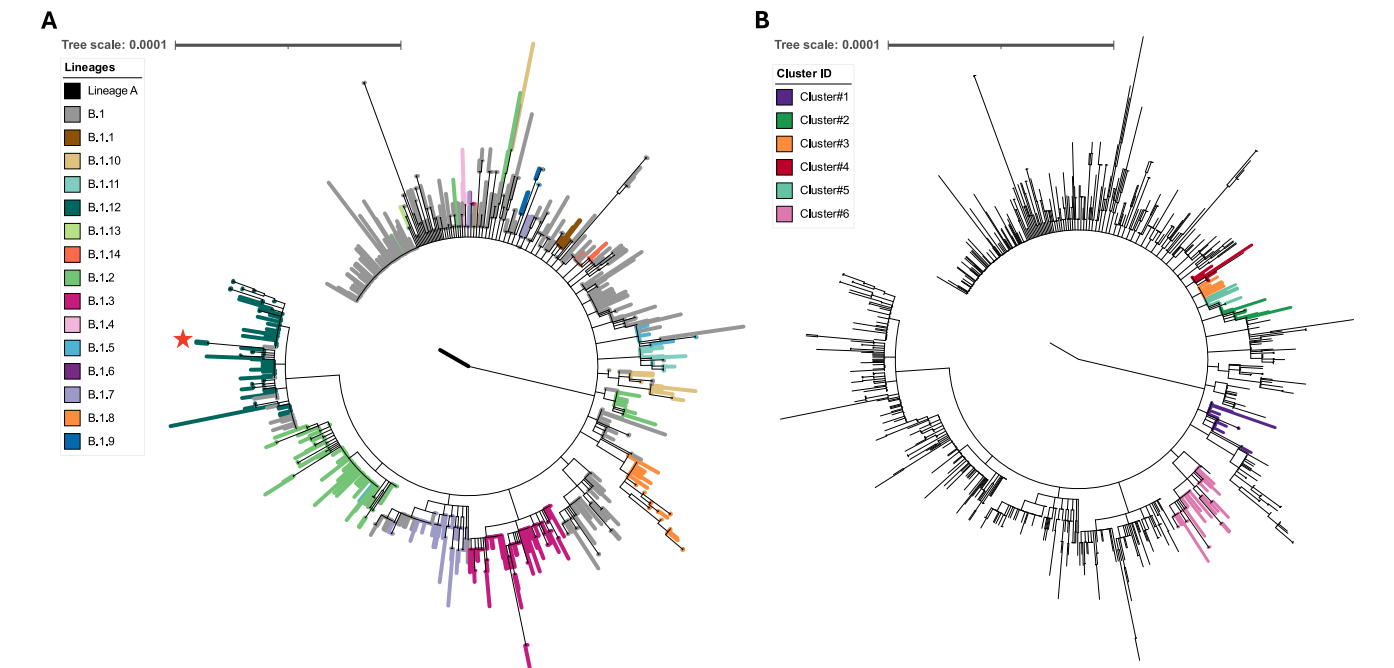 A
Tree scale: 0.0001
Lineages
Lineage A
B.1
B.1.1
B.1.10
B.1.11
B.1.12
B.1.13
B.1.14
B.1.2
B.1.3
B.1.4
B.1.5
B.1.6
B.1.7
B.1.8
B.1.9
B
Tree scale: 0.0001
Cluster ID
Cluster#1
Cluster#2
Cluster#3
Cluster#4
Cluster#5
Cluster#6